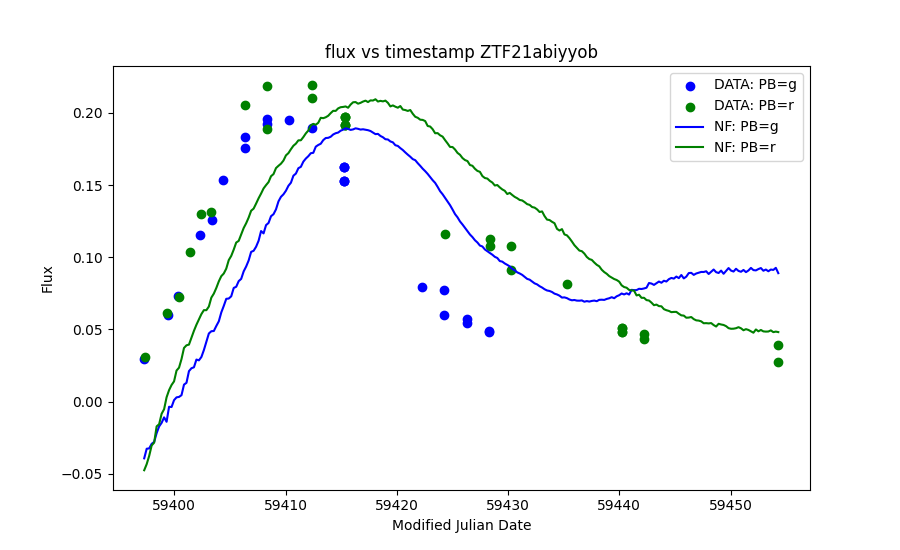 flux vs timestamp ZTF21abiyyob
DATA: PB=g
DATA: PB=r
NF: PB=g
NF: PB=r
Flux
0.20
0.15
0.10
0.05
0.00
−0.05
59400 59410 59420 59430 59440 59450
Modified Julian Date